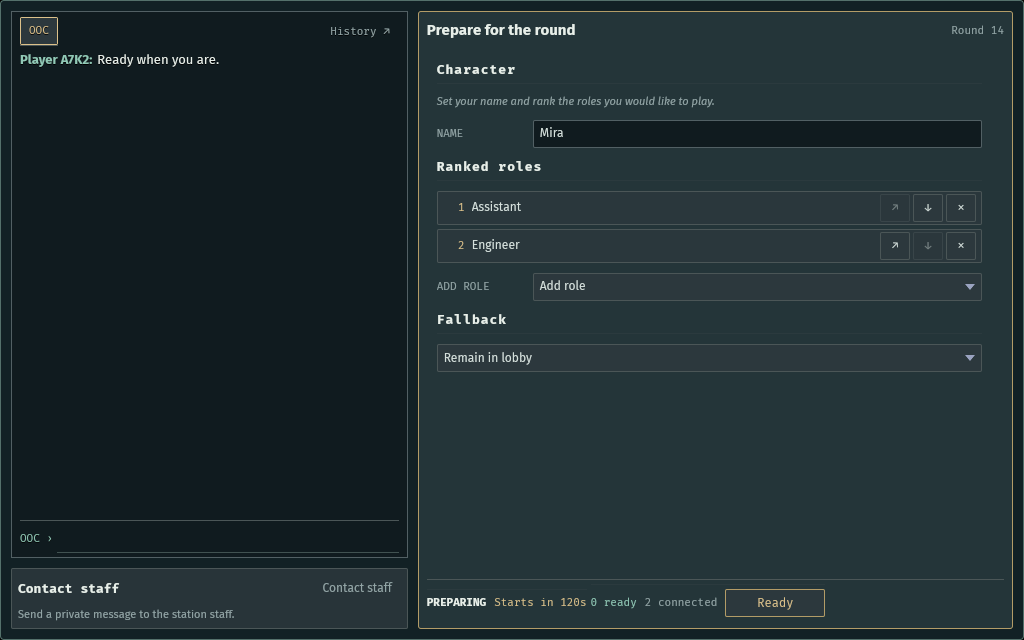 OOC
History ↗
Player A7K2: Ready when you are.
OOC ›
Contact staff
Contact staff
Send a private message to the station staff.
Prepare for the round
Round 14
Character
Set your name and rank the roles you would like to play.
NAME
Mira
Ranked roles
1 Assistant ↗ ↓ ×
2 Engineer ↗ ↓ ×
ADD ROLE
Add role
Fallback
Remain in lobby
PREPARING Starts in 120s 0 ready 2 connected
Ready